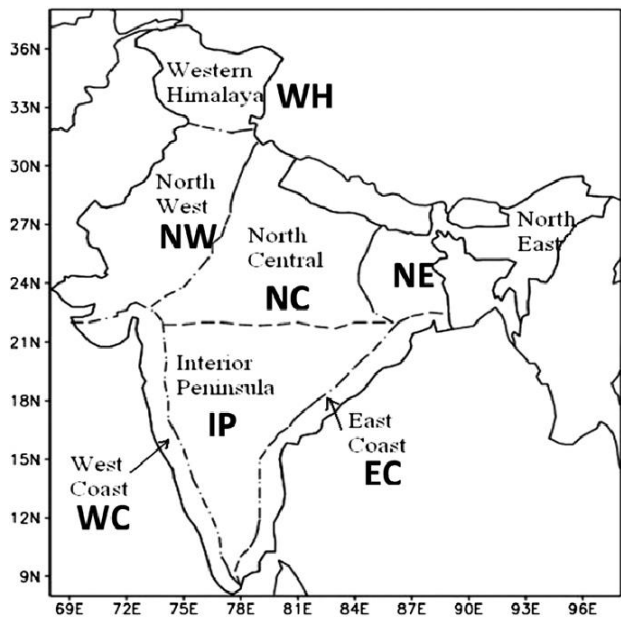 36N
33N
30N
27N
24N
21N
18N
15N
12N
9N
69E 72E 75E 78E 81E 84E 87E 90E 93E 96E
Western
Himalaya
WH
North
West
NW
North
Central
NC
North
East
NE
Interior
Peninsula
IP
West
Coast
WC
East
Coast
EC